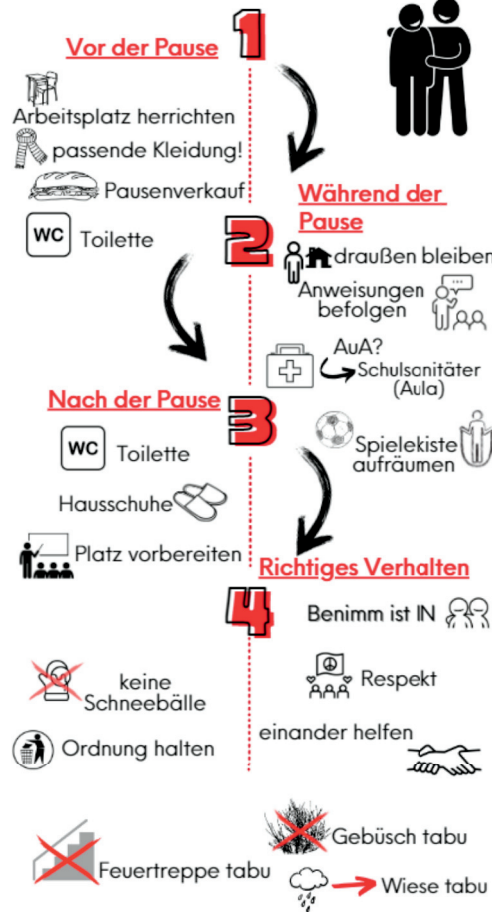 1
Vor der Pause
Arbeitsplatz herrichten
passende Kleidung!
Pausenverkauf
WC Toilette
2
Während der
Pause
draußen bleiben
Anweisungen
befolgen
AuA?
Schulsanitäter
(Aula)
Spielekiste
aufräumen
3
Nach der Pause
WC Toilette
Hausschuhe
Platz vorbereiten
4
Richtiges Verhalten
Benimm ist IN
Respekt
einander helfen
keine
Schneebälle
Ordnung halten
Gebüsch tabu
Feuertreppe tabu
Wiese tabu